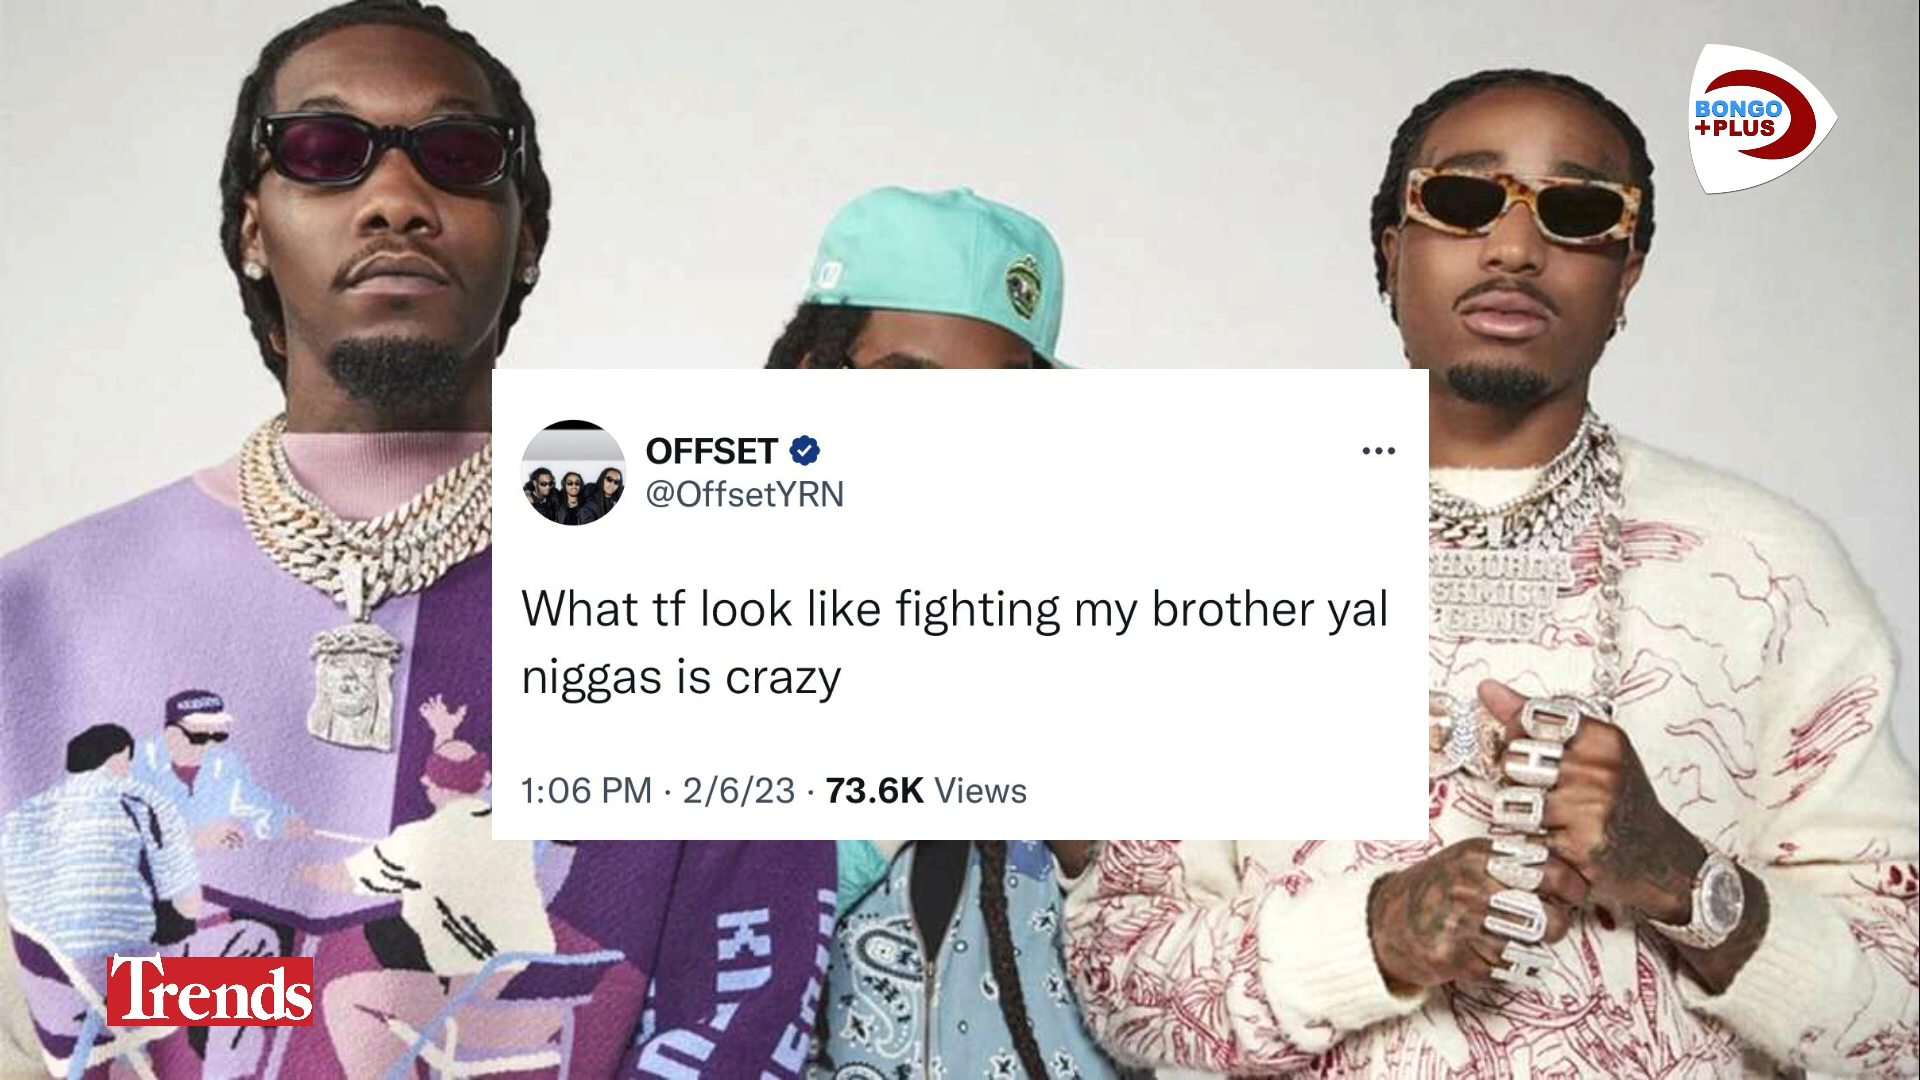 BONGO
+PLUS
OFFSET
@OffsetYRN
What tf look like fighting my brother yal
niggas is crazy
1:06 PM · 2/6/23 · 73.6K Views
HUNCHO
Trends